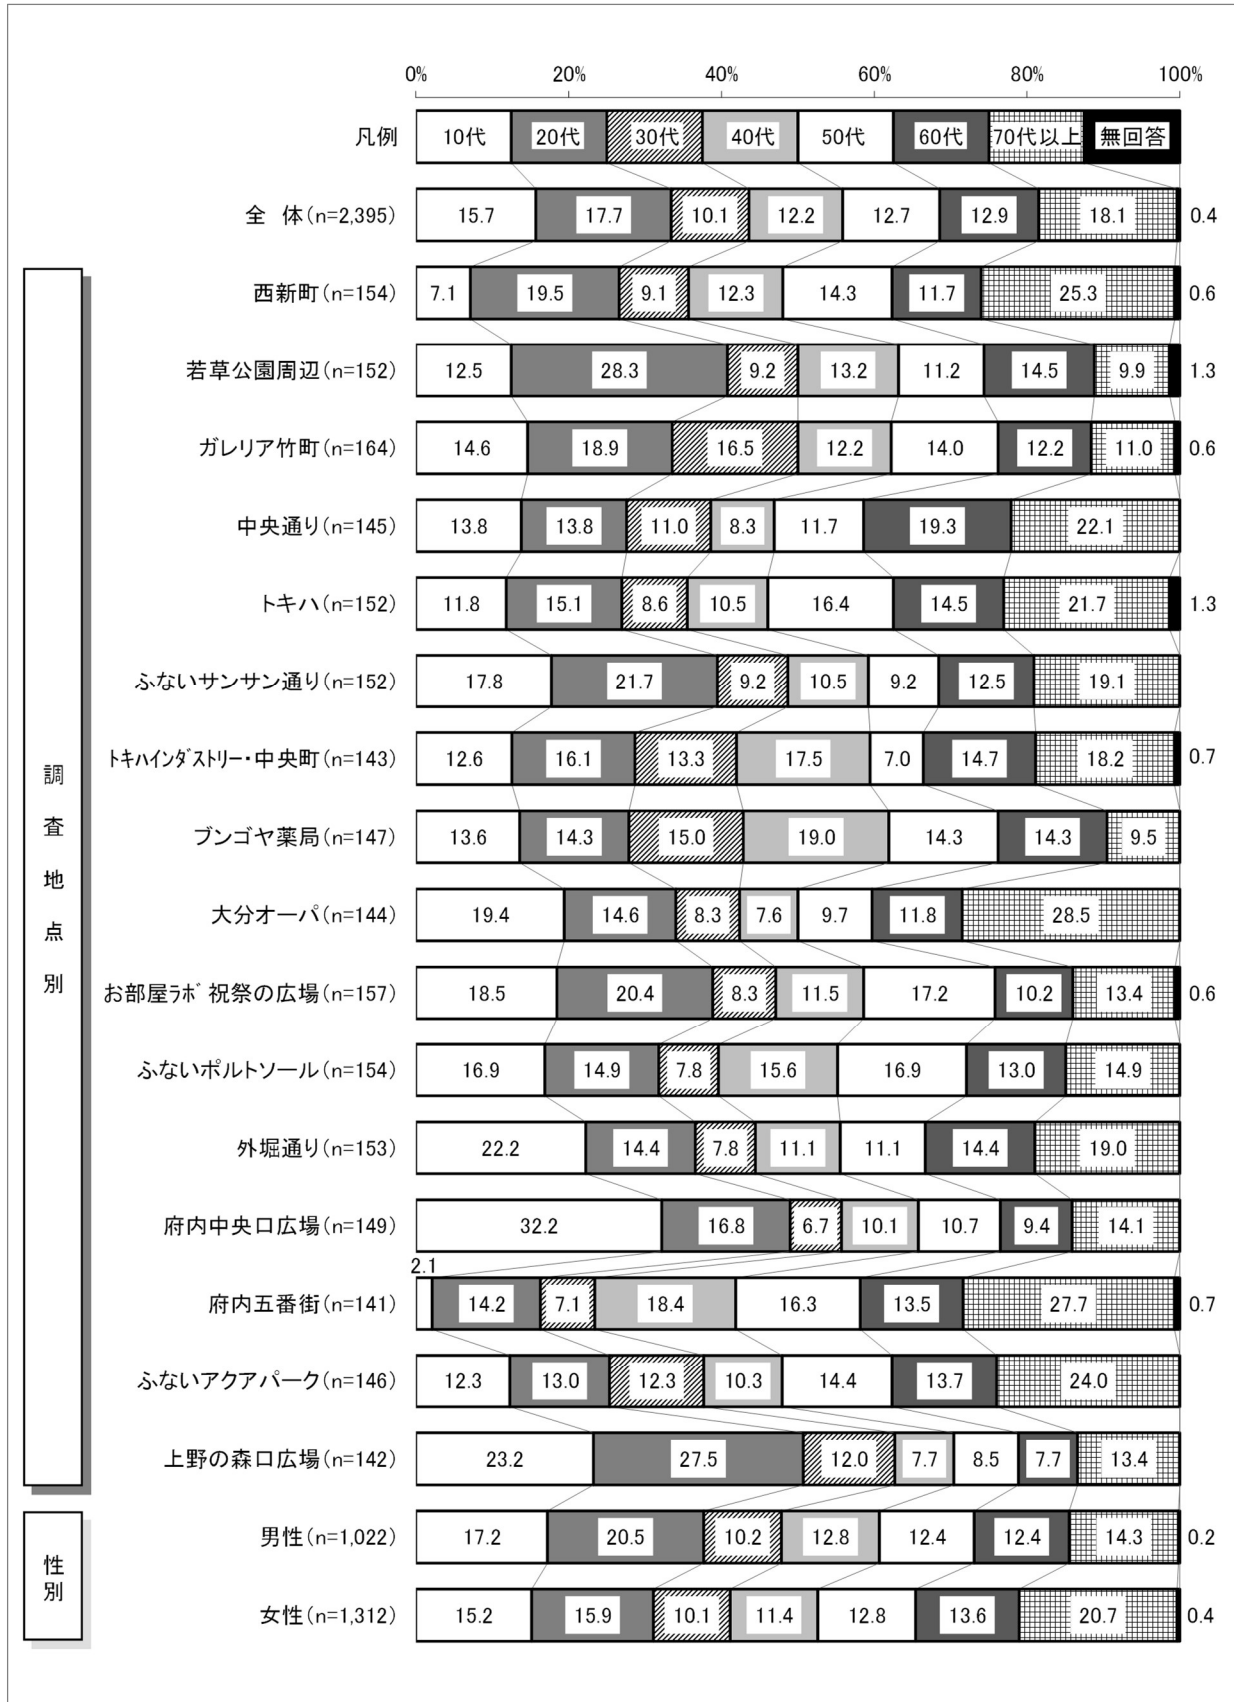 0% 20% 40% 60% 80% 100%
凡例 10代 20代 30代 40代 50代 60代 70代以上 無回答
全　体(n=2,395) 15.7 17.7 10.1 12.2 12.7 12.9 18.1 0.4
調査地点別
西新町(n=154) 7.1 19.5 9.1 12.3 14.3 11.7 25.3 0.6
若草公園周辺(n=152) 12.5 28.3 9.2 13.2 11.2 14.5 9.9 1.3
ガレリア竹町(n=164) 14.6 18.9 16.5 12.2 14.0 12.2 11.0 0.6
中央通り(n=145) 13.8 13.8 11.0 8.3 11.7 19.3 22.1
トキハ(n=152) 11.8 15.1 8.6 10.5 16.4 14.5 21.7 1.3
ふないサンサン通り(n=152) 17.8 21.7 9.2 10.5 9.2 12.5 19.1
ﾄｷﾊｲﾝﾀﾞｽﾄﾘｰ・中央町(n=143) 12.6 16.1 13.3 17.5 7.0 14.7 18.2 0.7
ブンゴヤ薬局(n=147) 13.6 14.3 15.0 19.0 14.3 14.3 9.5
大分オーパ(n=144) 19.4 14.6 8.3 7.6 9.7 11.8 28.5
お部屋ﾗﾎﾞ 祝祭の広場(n=157) 18.5 20.4 8.3 11.5 17.2 10.2 13.4 0.6
ふないポルトソール(n=154) 16.9 14.9 7.8 15.6 16.9 13.0 14.9
外堀通り(n=153) 22.2 14.4 7.8 11.1 11.1 14.4 19.0
府内中央口広場(n=149) 32.2 16.8 6.7 10.1 10.7 9.4 14.1
府内五番街(n=141) 2.1 14.2 7.1 18.4 16.3 13.5 27.7 0.7
ふないアクアパーク(n=146) 12.3 13.0 12.3 10.3 14.4 13.7 24.0
上野の森口広場(n=142) 23.2 27.5 12.0 7.7 8.5 7.7 13.4
性別
男性(n=1,022) 17.2 20.5 10.2 12.8 12.4 12.4 14.3 0.2
女性(n=1,312) 15.2 15.9 10.1 11.4 12.8 13.6 20.7 0.4